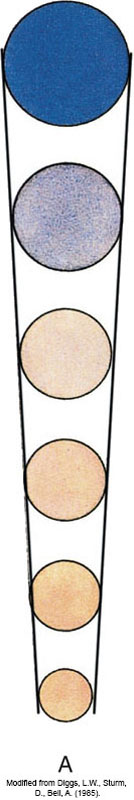 A
Modified from Diggs, L.W., Sturm,
D., Bell, A. (1985).